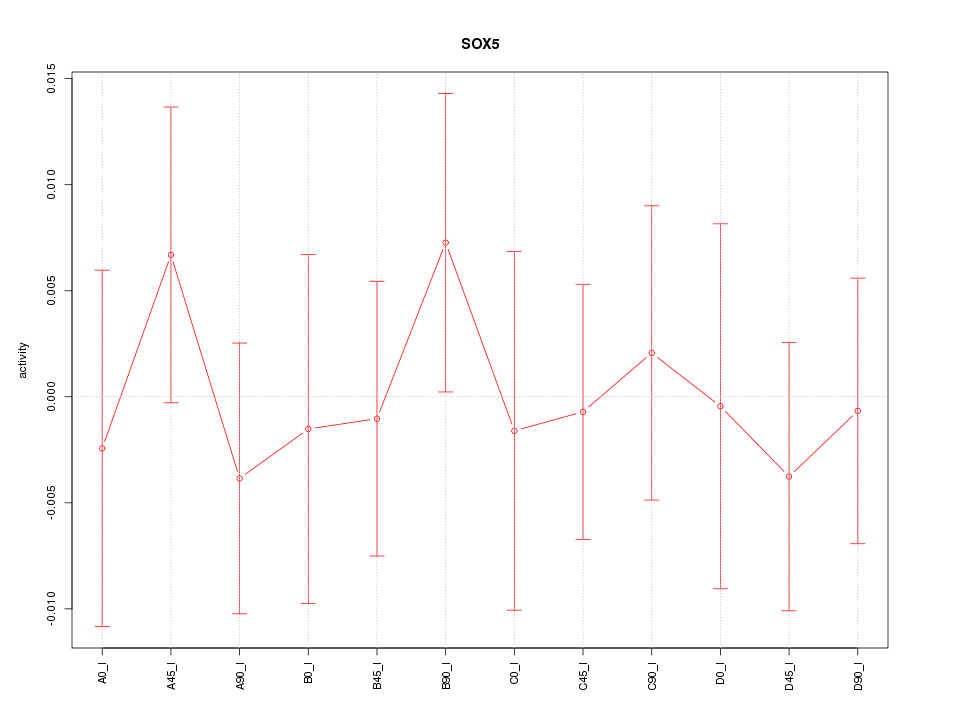 SOX5
activity
0.015
0.010
0.005
0.000
-0.005
-0.010
A0_I
A45_I
A90_I
B0_I
B45_I
B90_I
C0_I
C45_I
C90_I
D0_I
D45_I
D90_I